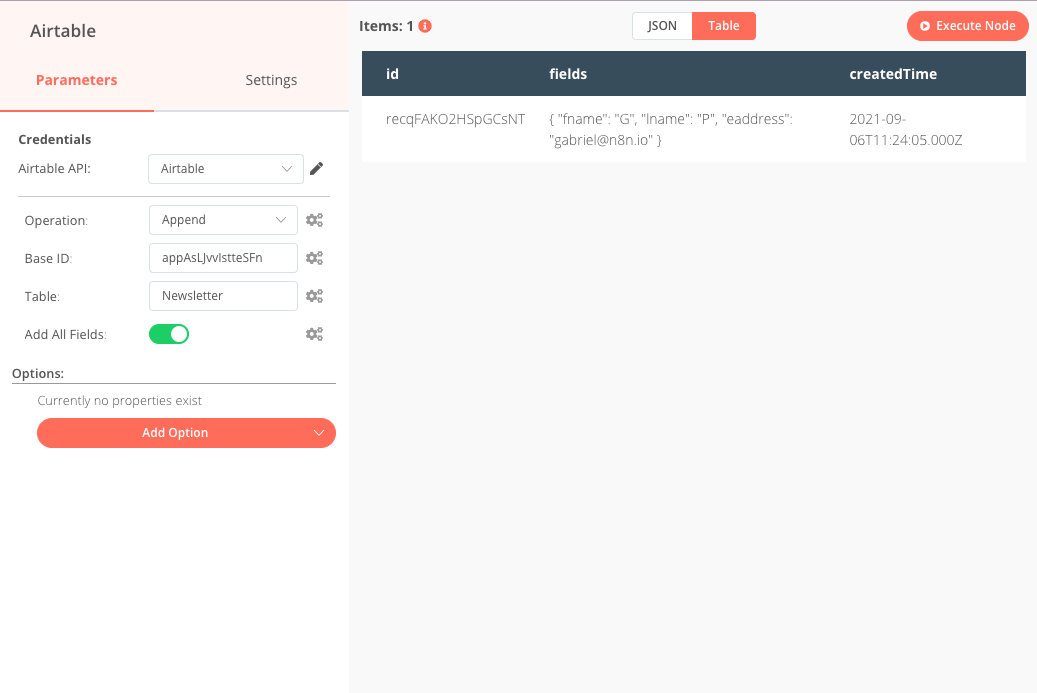 Airtable
Parameters
Settings
Credentials
Airtable API:
Airtable
Operation:
Append
Base ID:
appAsLJvvIstteSFn
Table:
Newsletter
Add All Fields:
Options:
Currently no properties exist
Add Option
Items: 1
JSON
Table
Execute Node
id
fields
createdTime
recqFAKO2HSpGCsNT
{ "fname": "G", "lname": "P", "eaddress":
"gabriel@n8n.io" }
2021-09-
06T11:24:05.000Z